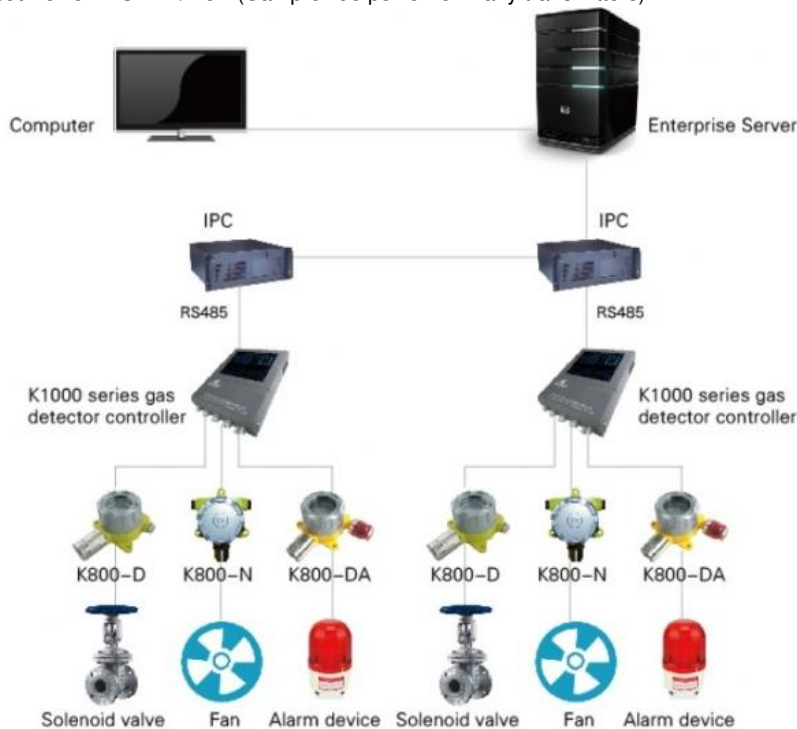 Computer
Enterprise Server
IPC
IPC
RS485
RS485
K1000 series gas
detector controller
K1000 series gas
detector controller
K800-D
K800-N
K800-DA
K800-D
K800-N
K800-DA
Solenoid valve
Fan
Alarm device
Solenoid valve
Fan
Alarm device